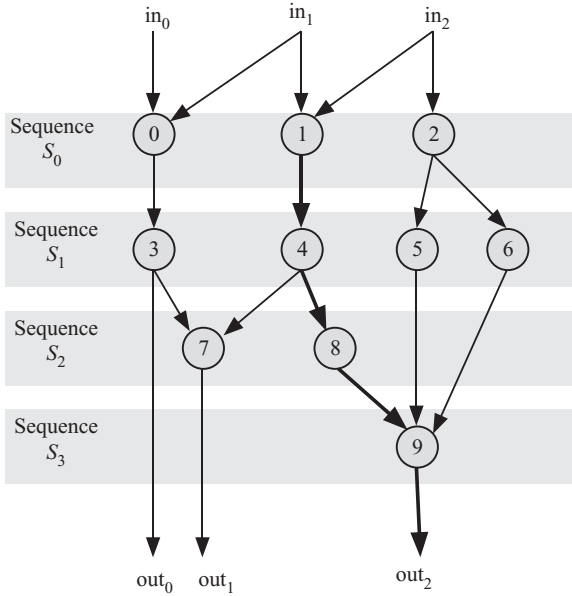 in₀ in₁ in₂
Sequence
S₀
0 1 2
Sequence
S₁
3 4 5 6
Sequence
S₂
7 8
Sequence
S₃
9
out₀ out₁ out₂